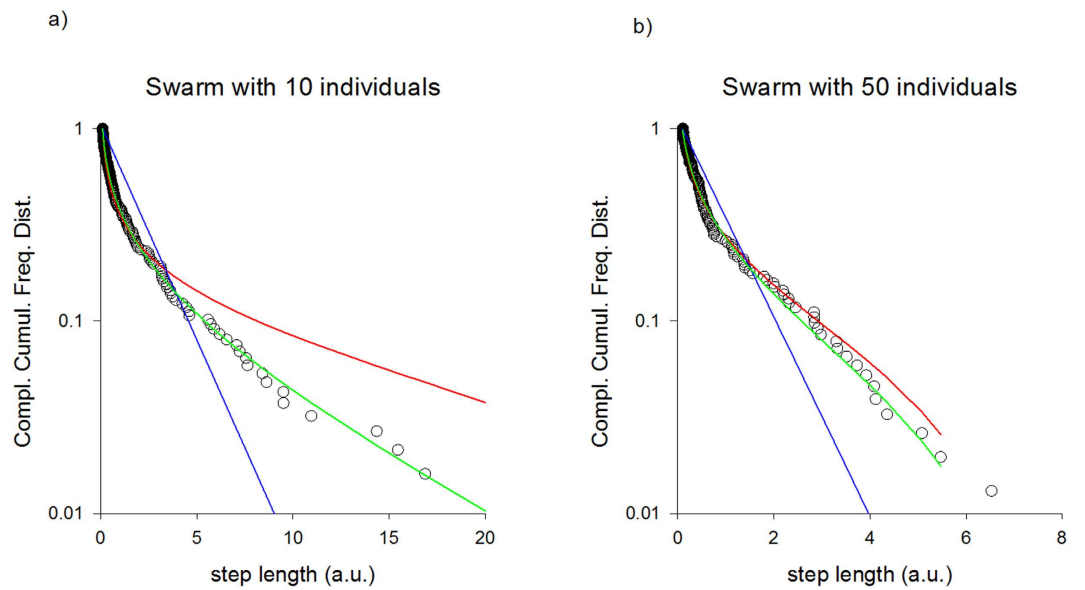 a)
Swarm with 10 individuals
1
0.1
0.01
Compl. Cumul. Freq. Dist.
0
5
10
15
20
step length (a.u.)
b)
Swarm with 50 individuals
1
0.1
0.01
Compl. Cumul. Freq. Dist.
0
2
4
6
8
step length (a.u.)